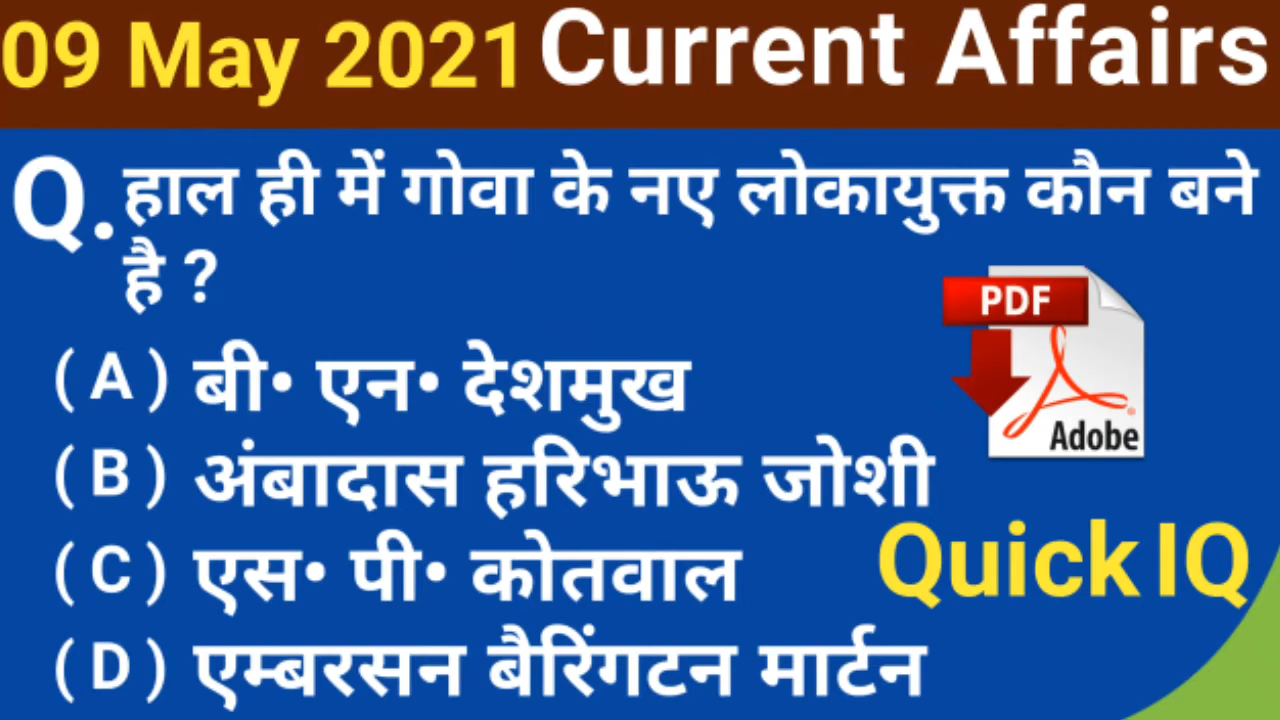 09 May 2021 Current Affairs
Q. हाल ही में गोवा के नए लोकायुक्त कौन बने
है ?
PDF
Adobe
( A ) बी• एन• देशमुख
( B ) अंबादास हरिभाऊ जोशी
( C ) एस• पी• कोतवाल
Quick IQ
( D ) एम्बरसन बैरिंगटन मार्टन